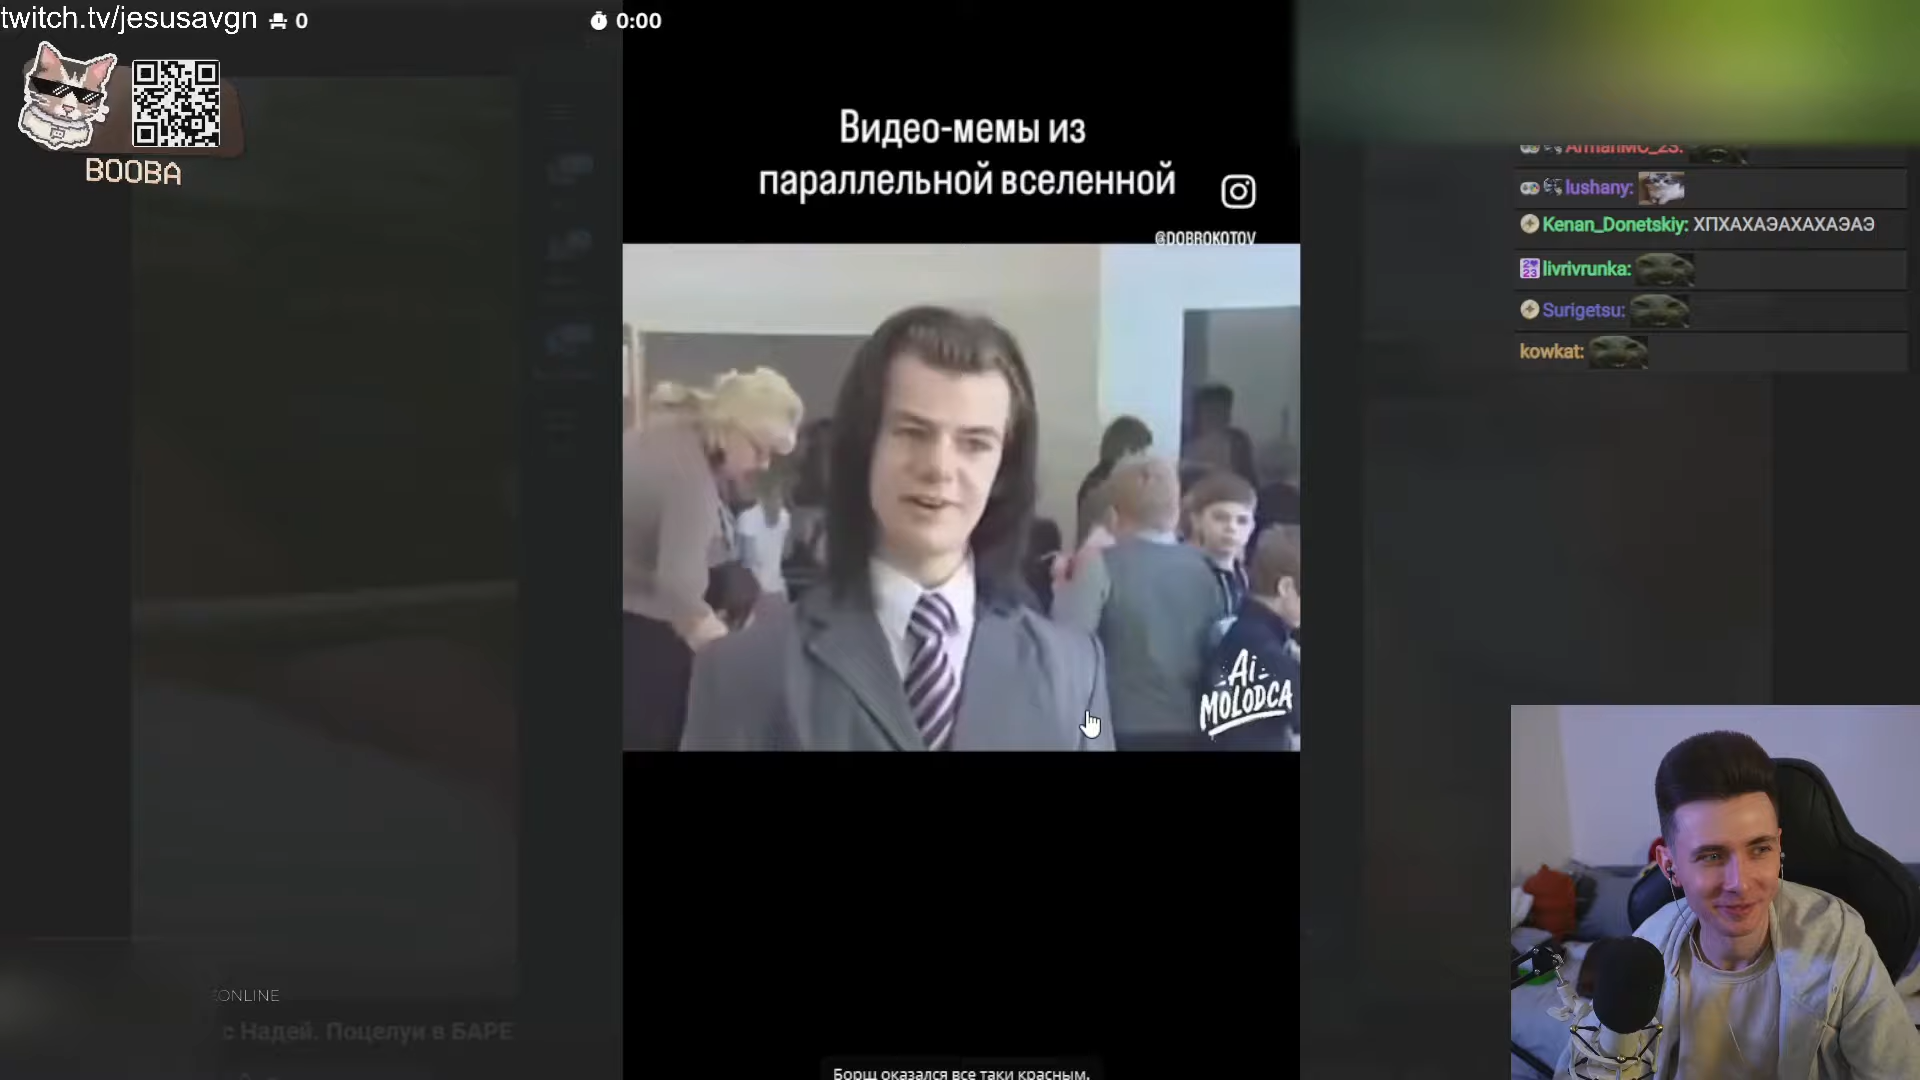 twitch.tv/jesusavgn 0
0:00
BOOBA
Видео-мемы из
параллельной вселенной
@DOBROKOTOV
Ai
MOLODCA
ArmanMC_23:
lushany:
Kenan_Donetskiy: ХПХАХАЭАХАХАЭАЭ
livrivrunka:
Surigetsu:
kowkat:
ONLINE
с Надей. Поцелуи в БАРЕ
Борщ оказался все таки красным.